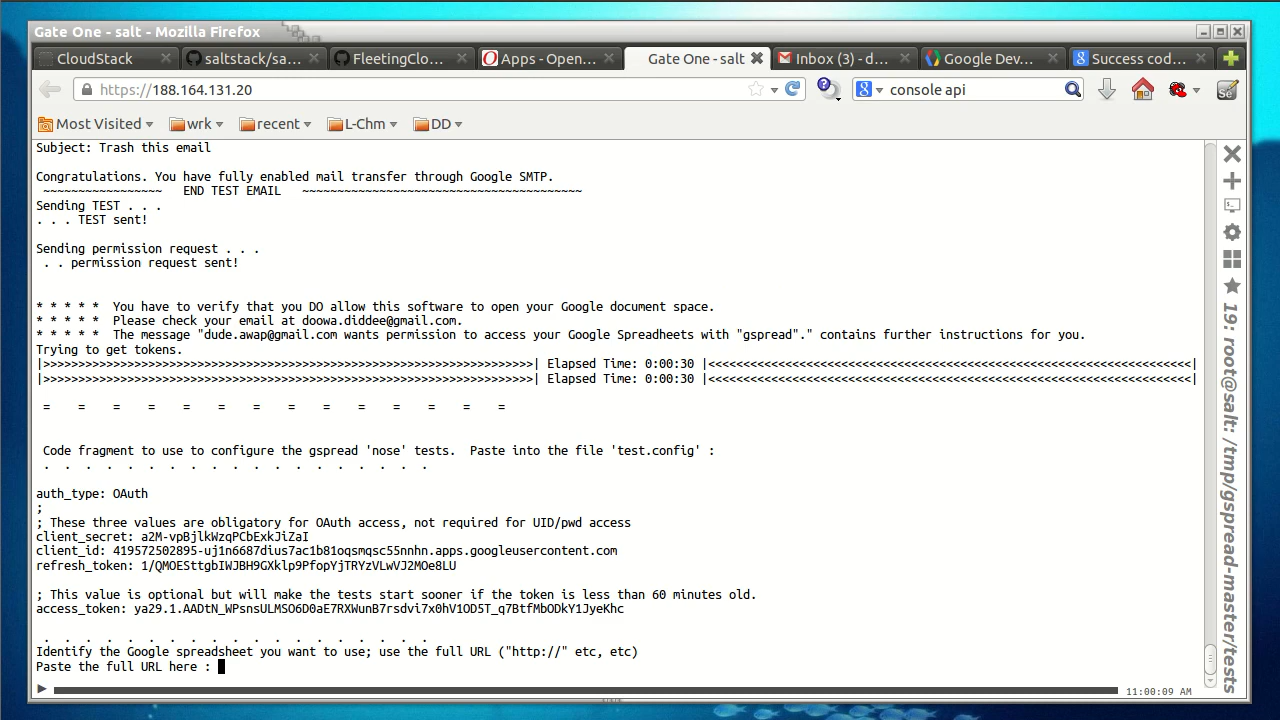 Gate One - salt - Mozilla Firefox
CloudStack
saltstack/sa...
FleetingClo...
Apps - Open...
Gate One - salt
Inbox (3) - d...
Google Dev...
Success cod...
https://188.164.131.20
console api
Most Visited
wrk
recent
L-Chm
DD
Subject: Trash this email
Congratulations. You have fully enabled mail transfer through Google SMTP.
~~~~~~~~~~~~~~~~~ END TEST EMAIL ~~~~~~~~~~~~~~~~~~~~~~~~~~~~~~~~~~~~~~~~
Sending TEST . . .
. . . TEST sent!
Sending permission request . . .
. . permission request sent!
* * * * * You have to verify that you DO allow this software to open your Google document space.
* * * * * Please check your email at doowa.diddee@gmail.com.
* * * * * The message "dude.awap@gmail.com wants permission to access your Google Spreadheets with "gspread"." contains further instructions for you.
Trying to get tokens.
|>>>>>>>>>>>>>>>>>>>>>>>>>>>>>>>>>>>>>>>>>>>>>>>>>>>>>>>>>>>>>>>>>>>>>>| Elapsed Time: 0:00:30 |<<<<<<<<<<<<<<<<<<<<<<<<<<<<<<<<<<<<<<<<<<<<<<<<<<<<<<<<<<<<<<<<<<<<<|
|>>>>>>>>>>>>>>>>>>>>>>>>>>>>>>>>>>>>>>>>>>>>>>>>>>>>>>>>>>>>>>>>>>>>>>| Elapsed Time: 0:00:30 |<<<<<<<<<<<<<<<<<<<<<<<<<<<<<<<<<<<<<<<<<<<<<<<<<<<<<<<<<<<<<<<<<<<<<|
= = = = = = = = = = = = = =
Code fragment to use to configure the gspread 'nose' tests. Paste into the file 'test.config' :
. . . . . . . . . . . . . . . . . . .
auth_type: OAuth
;
; These three values are obligatory for OAuth access, not required for UID/pwd access
client_secret: a2M-vpBjlkWzqPCbExkJiZaI
client_id: 419572502895-uj1n6687dius7ac1b81oqsmqsc55nnhn.apps.googleusercontent.com
refresh_token: 1/QMOESttgbIWJBH9GXklp9PfopYjTRYzVLwVJ2MOe8LU
; This value is optional but will make the tests start sooner if the token is less than 60 minutes old.
access_token: ya29.1.AADtN_WPsnsULMSO6D0aE7RXWunB7rsdvi7x0hV1OD5T_q7BtfMbODkY1JyeKhc
. . . . . . . . . . . . . . . . . . .
Identify the Google spreadsheet you want to use; use the full URL ("http://" etc, etc)
Paste the full URL here :
11:00:09 AM
19: root@salt: /tmp/gspread-master/tests